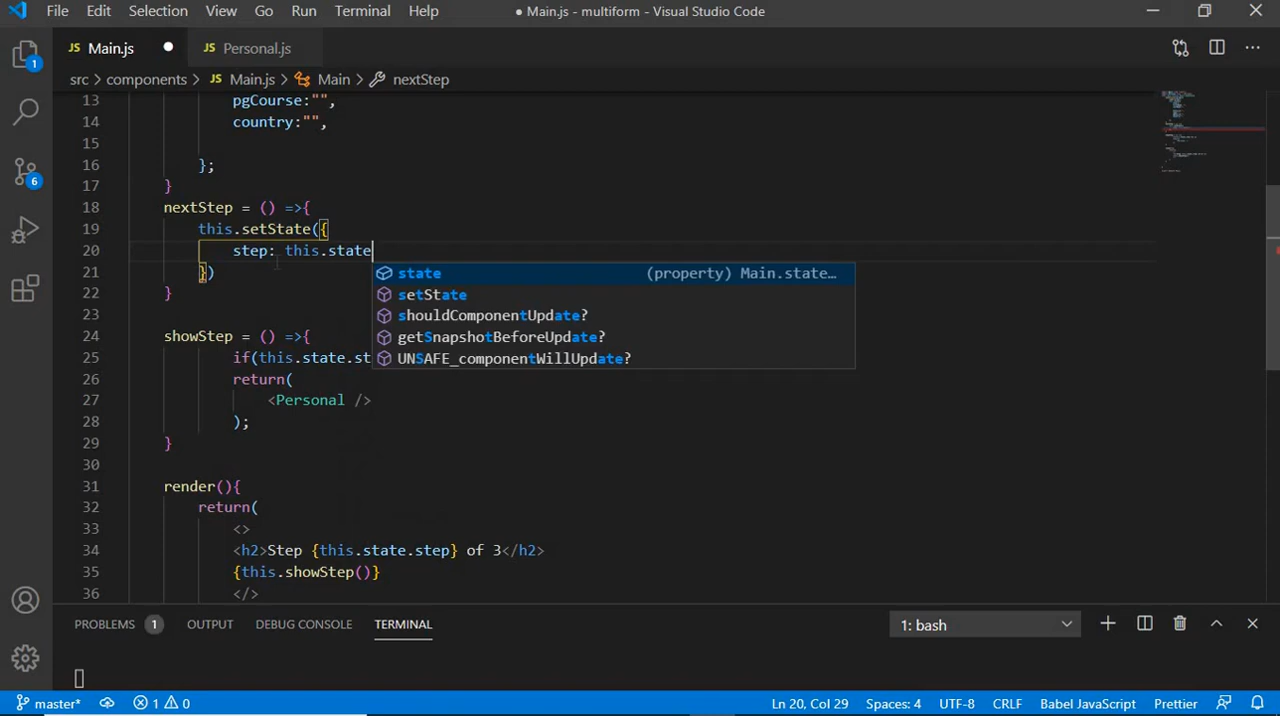 File Edit Selection View Go Run Terminal Help ● Main.js - multiform - Visual Studio Code
JS Main.js ● JS Personal.js
src > components > JS Main.js > Main > nextStep
1
6
13 pgCourse:"",
14 country:"",
15
16 };
17 }
18 nextStep = () =>{
19 this.setState({
20 step: this.state
21 })
22 }
23
24 showStep = () =>{
25 if(this.state.st
26 return(
27 <Personal />
28 );
29 }
30
31 render(){
32 return(
33 <>
34 <h2>Step {this.state.step} of 3</h2>
35 {this.showStep()}
36 </>
state (property) Main.state…
setState
shouldComponentUpdate?
getSnapshotBeforeUpdate?
UNSAFE_componentWillUpdate?
PROBLEMS 1 OUTPUT DEBUG CONSOLE TERMINAL 1: bash
master* 1 0 Ln 20, Col 29 Spaces: 4 UTF-8 CRLF Babel JavaScript Prettier